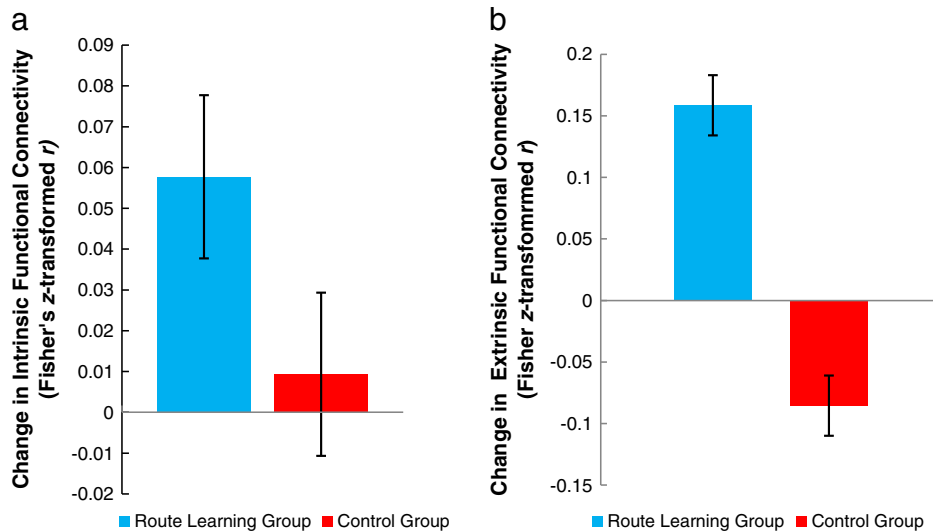 a
Change in Intrinsic Functional Connectivity
(Fisher's z-transformed r)
0.09
0.08
0.07
0.06
0.05
0.04
0.03
0.02
0.01
0
-0.01
-0.02
Route Learning Group Control Group
b
Change in Extrinsic Functional Connectivity
(Fisher z-transfomrmed r)
0.2
0.15
0.1
0.05
0
-0.05
-0.1
-0.15
Route Learning Group Control Group